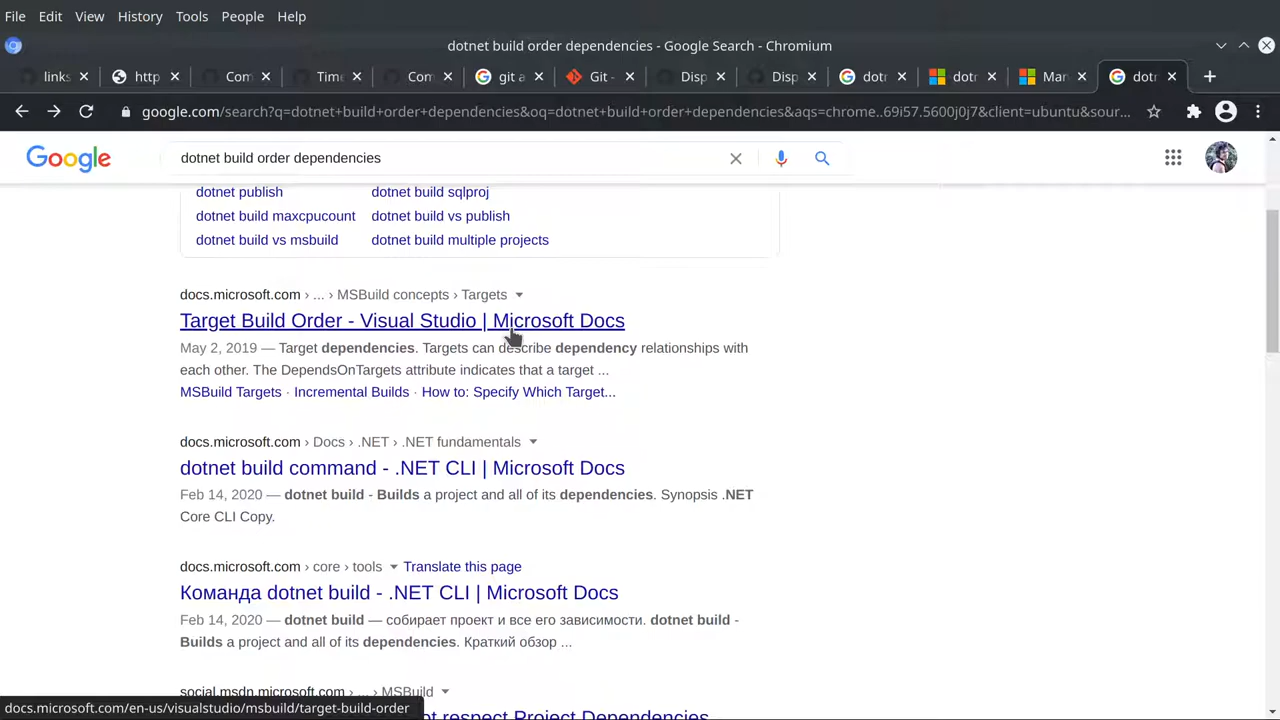 File Edit View History Tools People Help
dotnet build order dependencies - Google Search - Chromium
links http Com Time Com git a Git - Disp Disp dotr dotr Mar dotr
google.com/search?q=dotnet+build+order+dependencies&oq=dotnet+build+order+dependencies&aqs=chrome..69i57.5600j0j7&client=ubuntu&sour...
Google dotnet build order dependencies
dotnet publish dotnet build sqlproj
dotnet build maxcpucount dotnet build vs publish
dotnet build vs msbuild dotnet build multiple projects
docs.microsoft.com › ... › MSBuild concepts › Targets
Target Build Order - Visual Studio | Microsoft Docs
May 2, 2019 — Target dependencies. Targets can describe dependency relationships with
each other. The DependsOnTargets attribute indicates that a target ...
MSBuild Targets · Incremental Builds · How to: Specify Which Target...
docs.microsoft.com › Docs › .NET › .NET fundamentals
dotnet build command - .NET CLI | Microsoft Docs
Feb 14, 2020 — dotnet build - Builds a project and all of its dependencies. Synopsis .NET
Core CLI Copy.
docs.microsoft.com › core › tools Translate this page
Команда dotnet build - .NET CLI | Microsoft Docs
Feb 14, 2020 — dotnet build — собирает проект и все его зависимости. dotnet build -
Builds a project and all of its dependencies. Краткий обзор ...
social.msdn.microsoft.com › ... › MSBuild
docs.microsoft.com/en-us/visualstudio/msbuild/target-build-order
respect Project Dependencies